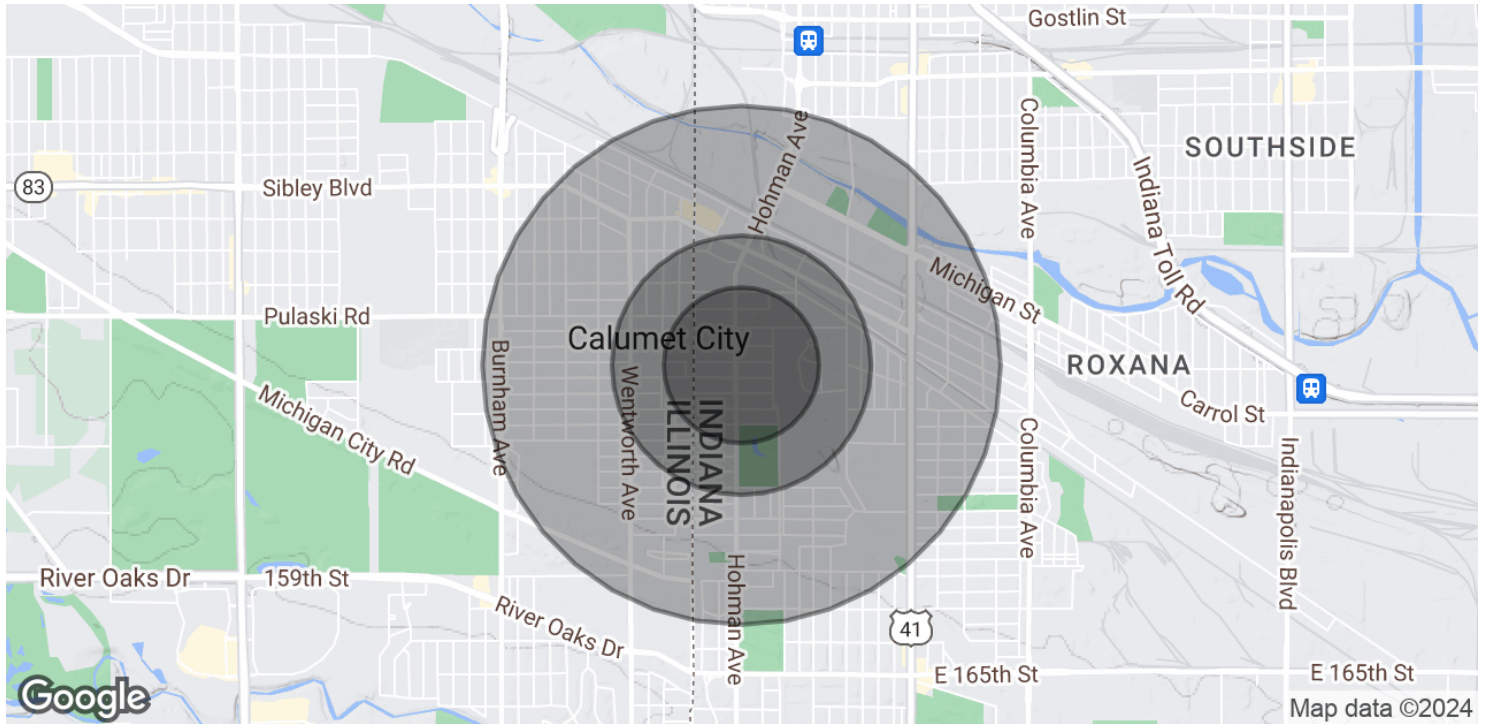 Gostlin St
SOUTHSIDE
83
Sibley Blvd
Hohman Ave
Columbia Ave
Indiana Toll Rd
Michigan St
Pulaski Rd
Calumet City
ROXANA
Burnham Ave
Wentworth Ave
Michigan City Rd
INDIANA
ILLINOIS
Carrol St
Columbia Ave
Indianapolis Blvd
River Oaks Dr
159th St
River Oaks Dr
Hohman Ave
41
E 165th St
E 165th St
Google
Map data ©2024